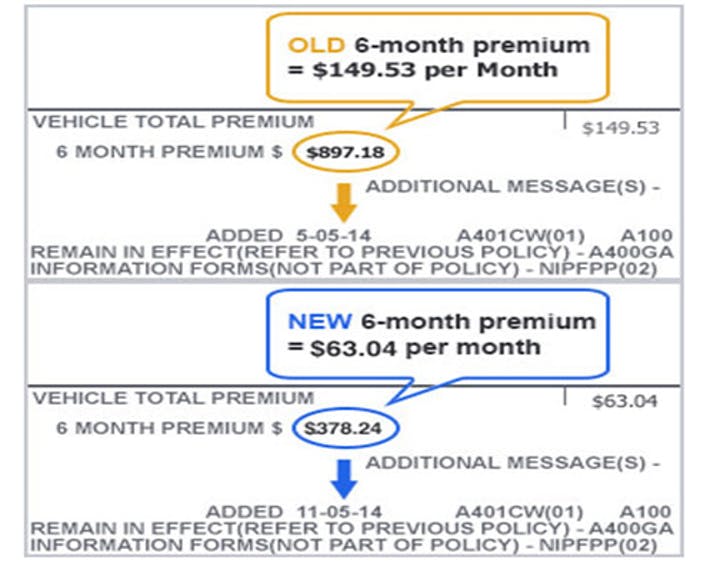 OLD 6-month premium
= $149.53 per Month
VEHICLE TOTAL PREMIUM $149.53
6 MONTH PREMIUM $ $897.18
ADDITIONAL MESSAGE(S) -
ADDED 5-05-14 A401CW(01) A100
REMAIN IN EFFECT(REFER TO PREVIOUS POLICY) - A400GA
INFORMATION FORMS(NOT PART OF POLICY) - NIPFPP(02)
NEW 6-month premium
= $63.04 per month
VEHICLE TOTAL PREMIUM $63.04
6 MONTH PREMIUM $ $378.24
ADDITIONAL MESSAGE(S) -
ADDED 11-05-14 A401CW(01) A100
REMAIN IN EFFECT(REFER TO PREVIOUS POLICY) - A400GA
INFORMATION FORMS(NOT PART OF POLICY) - NIPFPP(02)